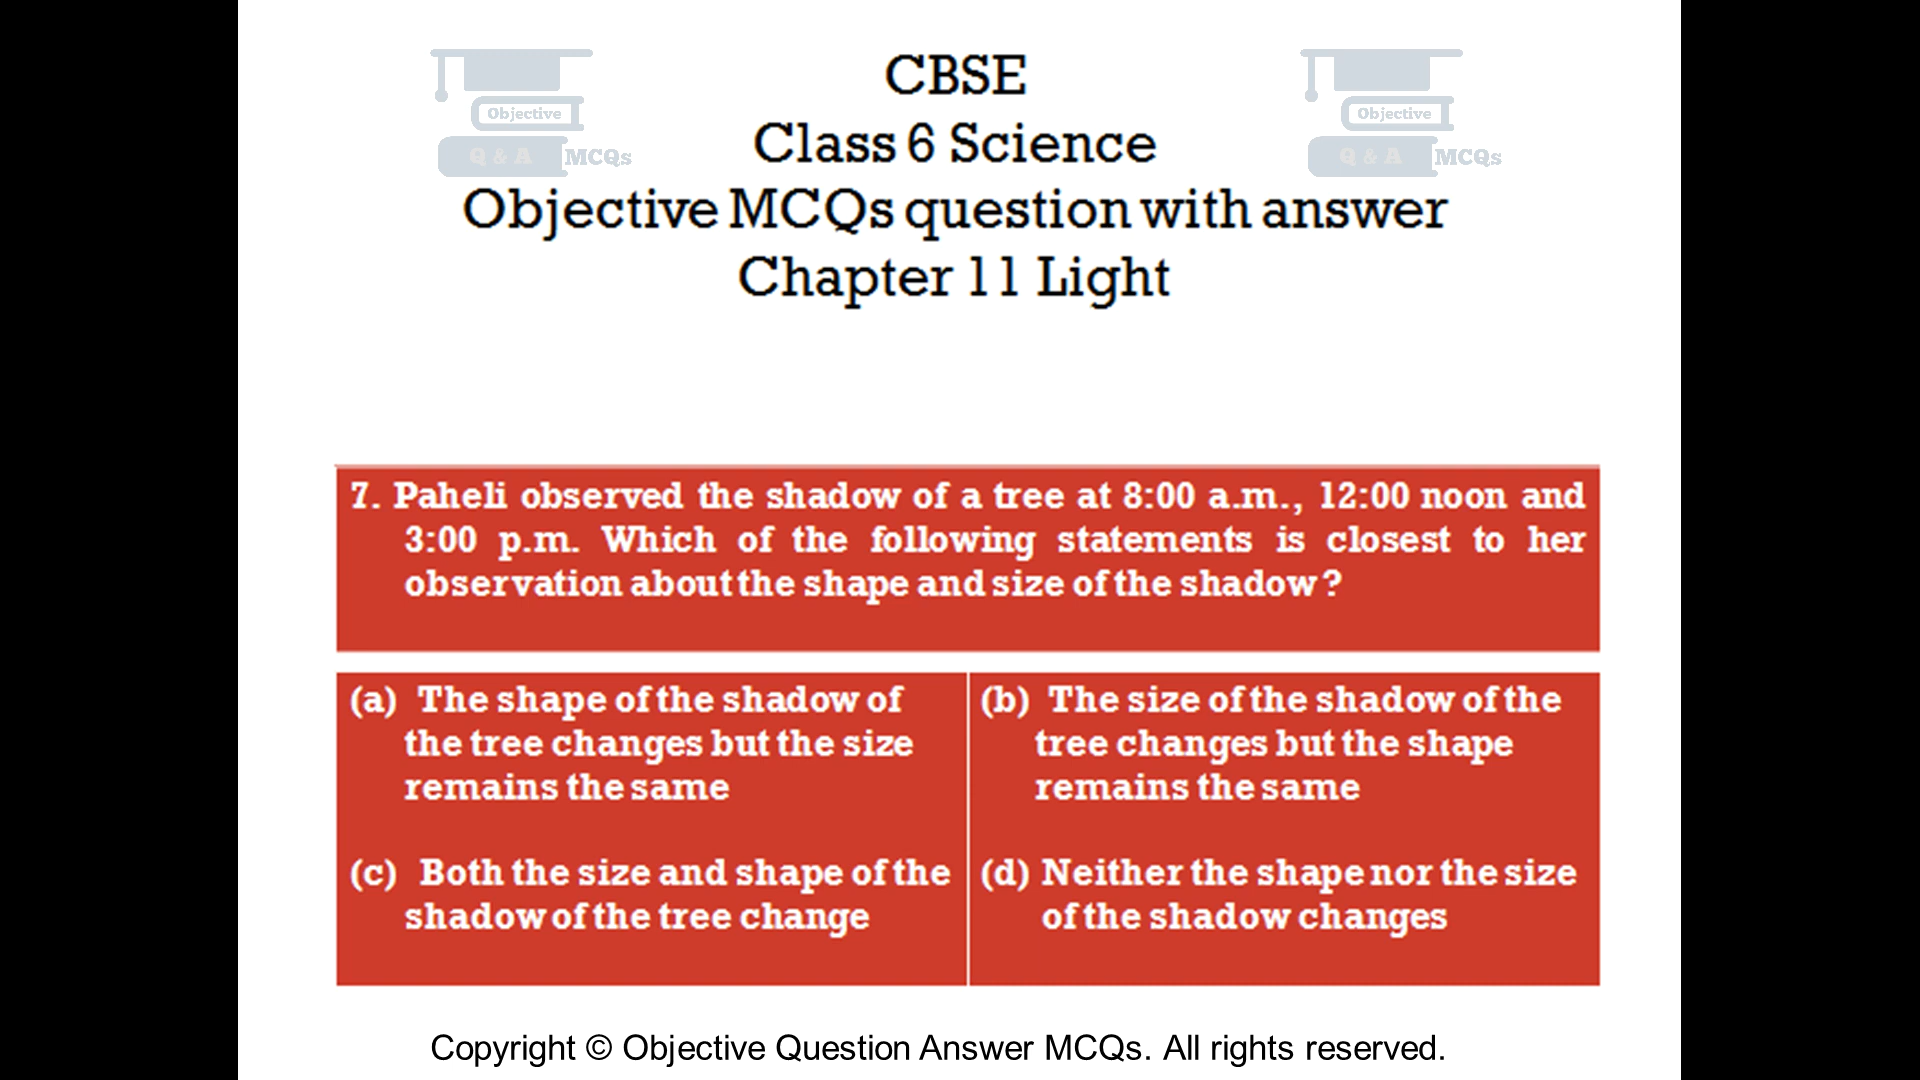 CBSE
Class 6 Science
Objective MCQs question with answer
Chapter 11 Light
Objective
Q & A MCQs
Objective
Q & A MCQs
7. Paheli observed the shadow of a tree at 8:00 a.m., 12:00 noon and
3:00 p.m. Which of the following statements is closest to her
observation about the shape and size of the shadow?
(a) The shape of the shadow of
the tree changes but the size
remains the same
(b) The size of the shadow of the
tree changes but the shape
remains the same
(c) Both the size and shape of the
shadow of the tree change
(d) Neither the shape nor the size
of the shadow changes
Copyright © Objective Question Answer MCQs. All rights reserved.